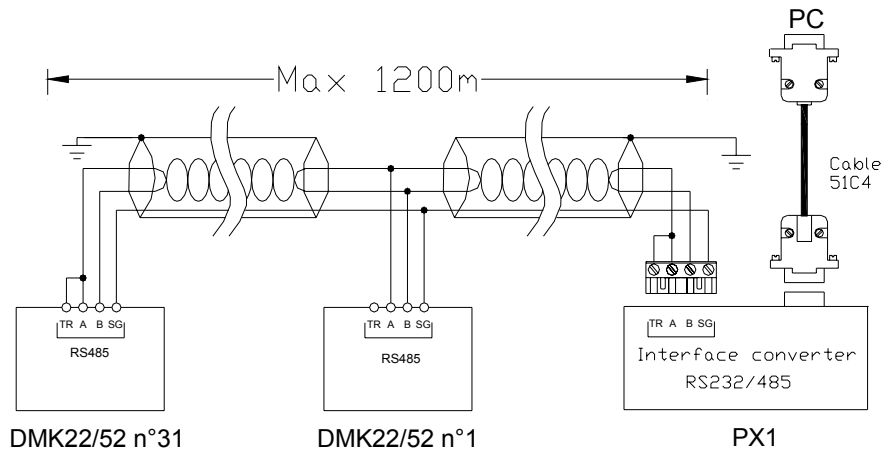 PC
Max 1200m
Cable
51C4
TR A B SG
RS485
TR A B SG
RS485
TR A B SG
Interface converter
RS232/485
DMK22/52 n°31
DMK22/52 n°1
PX1